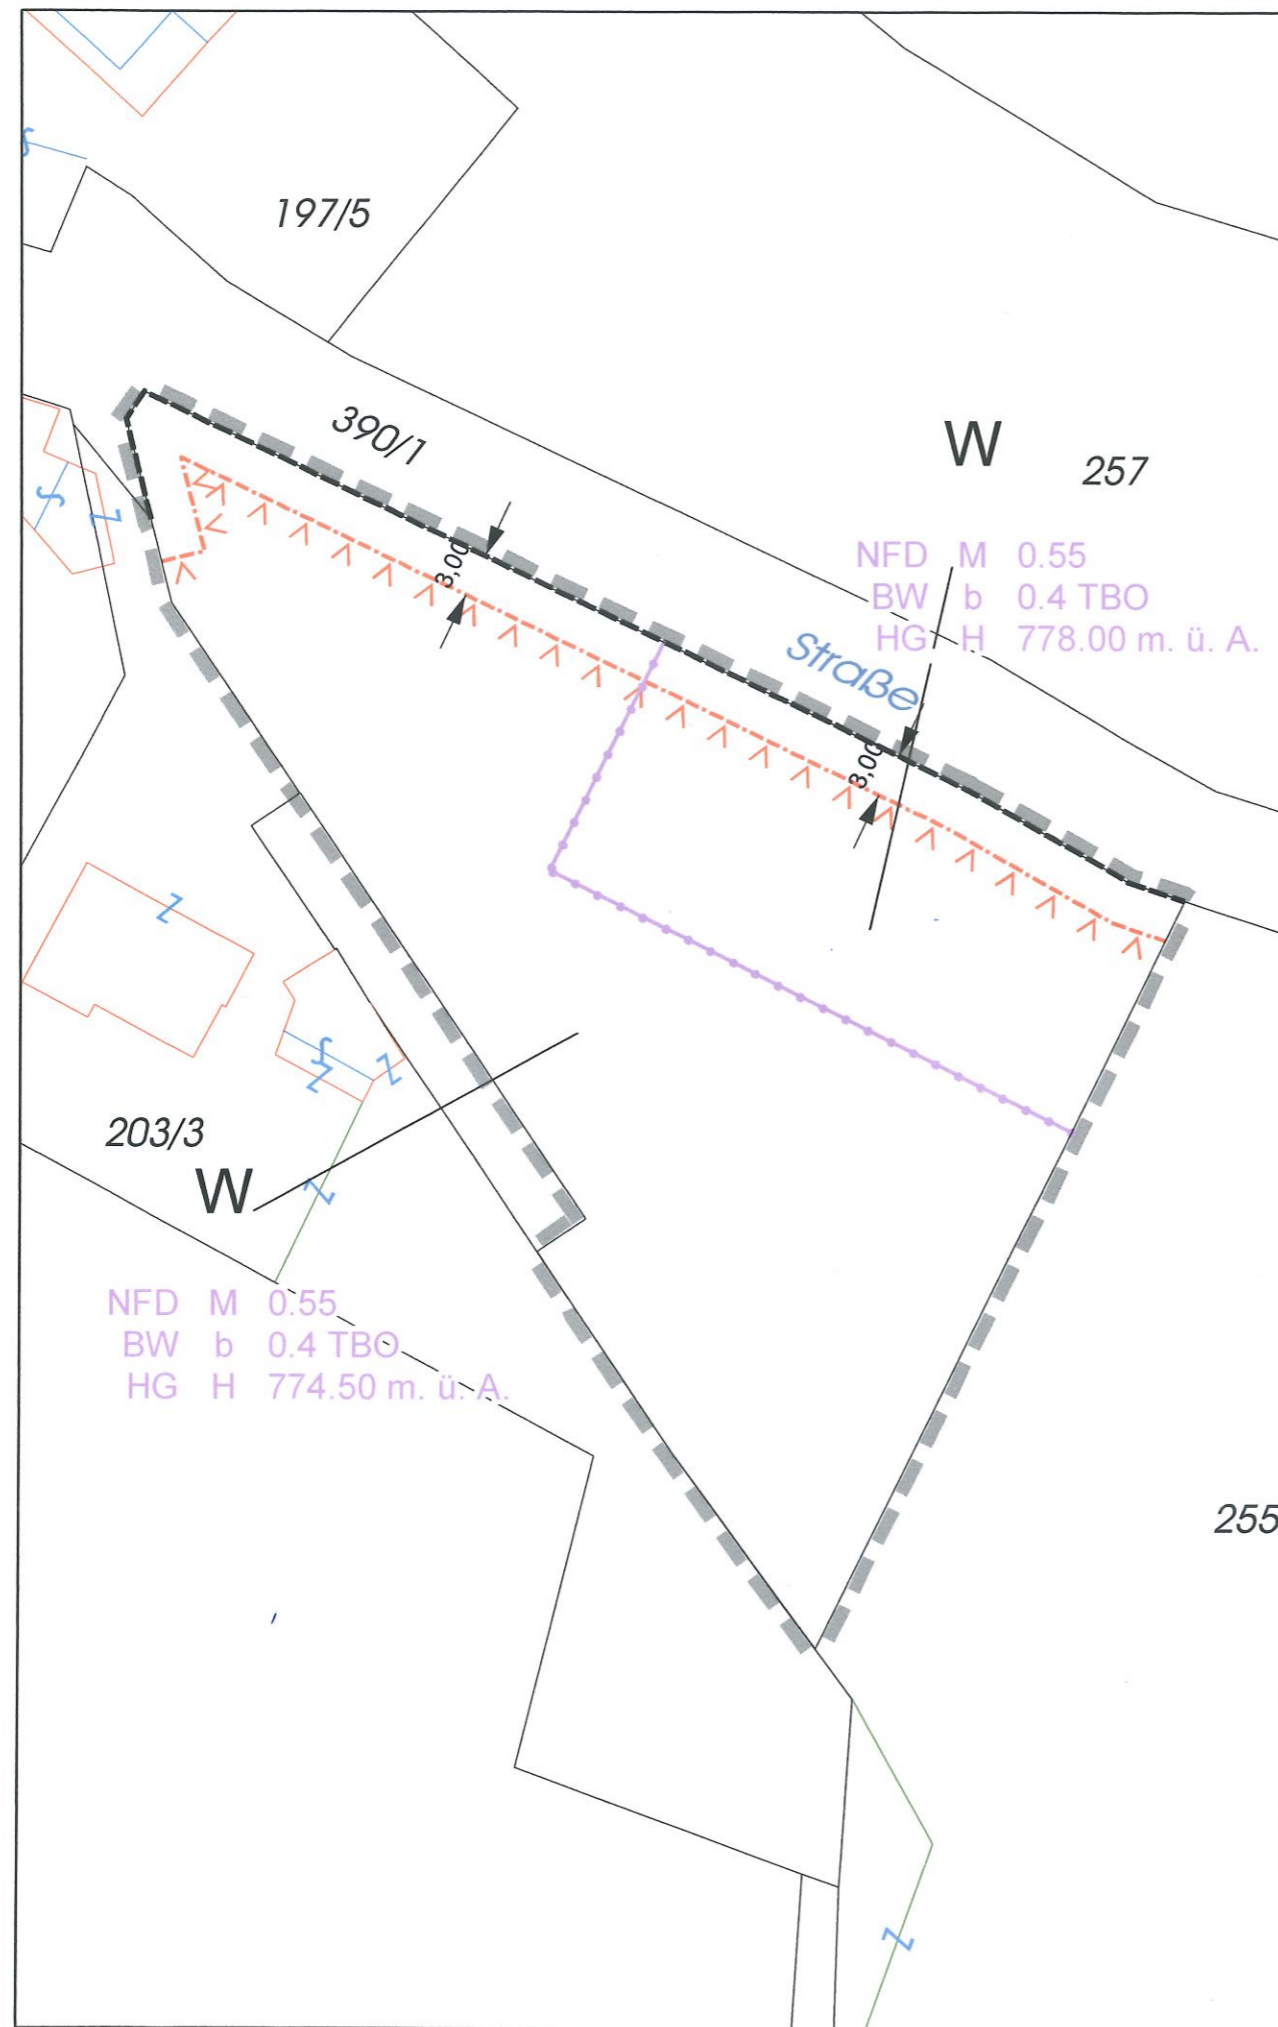 197/5
390/1
W
257
NFD M 0.55
BW b 0.4 TBO
HG H 778.00 m. ü. A.
3,00
Straße
3,00
203/3
W
NFD M 0.55
BW b 0.4 TBO
HG H 774.50 m. ü. A.
255